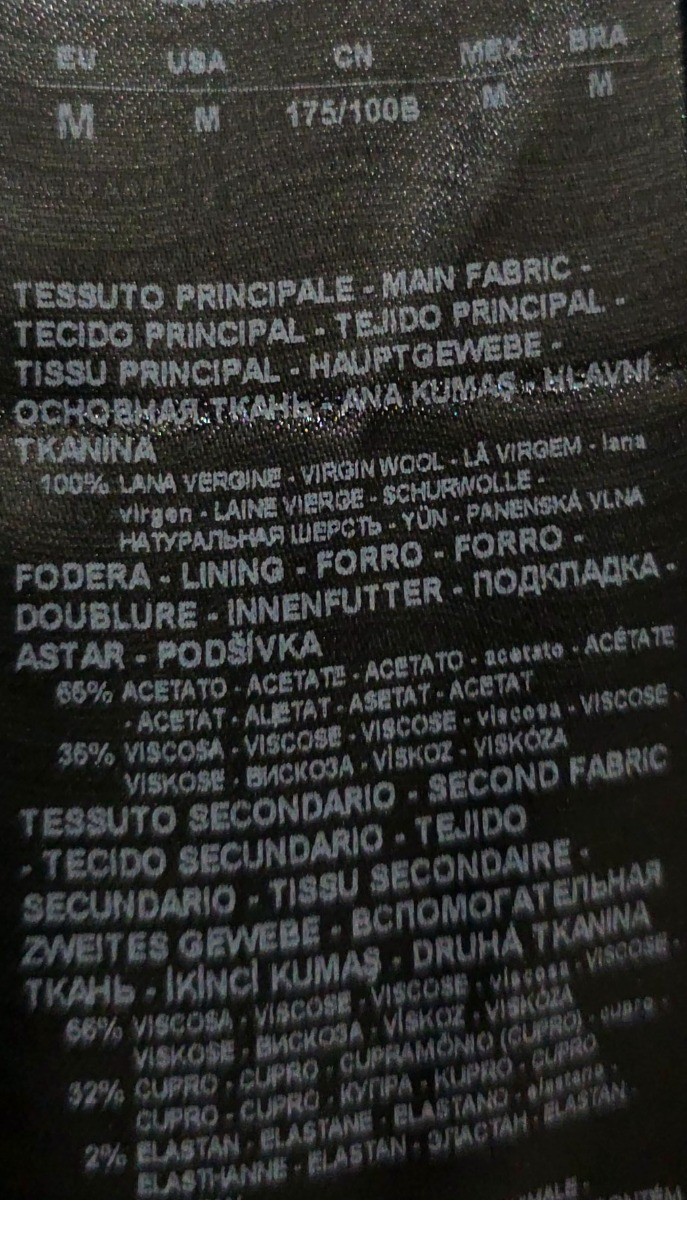 EU USA CN MEX BRA
M M 175/100B M M
TESSUTO PRINCIPALE - MAIN FABRIC -
TECIDO PRINCIPAL - TEJIDO PRINCIPAL -
TISSU PRINCIPAL - HAUPTGEWEBE -
ОСНОВНАЯ ТКАНЬ - ANA KUMAŞ - HLAVNÍ
TKANINA
100% LANA VERGINE - VIRGIN WOOL - LÃ VIRGEM - lana
virgen - LAINE VIERGE - SCHURWOLLE -
НАТУРАЛЬНАЯ ШЕРСТЬ - YÜN - PANENSKÁ VLNA
FODERA - LINING - FORRO - FORRO -
DOUBLURE - INNENFUTTER - ПОДКЛАДКА -
ASTAR - PODŠÍVKA
65% ACETATO - ACETATE - ACETATO - acetato - ACÉTATE
- ACETAT - АЦЕТАТ - ASETAT - ACETÁT
35% VISCOSA - VISCOSE - VISCOSE - viscosa - VISCOSE -
VISKOSE - ВИСКОЗА - VİSKOZ - VISKÓZA
TESSUTO SECONDARIO - SECOND FABRIC
- TECIDO SECUNDARIO - TEJIDO
SECUNDARIO - TISSU SECONDAIRE -
ZWEITES GEWEBE - ВСПОМОГАТЕЛЬНАЯ
ТКАНЬ - İKİNCİ KUMAŞ - DRUHÁ TKANINA
66% VISCOSA - VISCOSE - VISCOSE - viscosa - VISCOSE -
VISKOSE - ВИСКОЗА - VİSKOZ - VISKÓZA
32% CUPRO - CUPRO - CUPRAMÔNIO (CUPRO) - cupro -
CUPRO - CUPRO - КУПРА - KUPRO - CUPRO
2% ELASTAN - ELASTANE - ELASTANO - elastano -
ELASTHANNE - ELASTAN - ЭЛАСТАН - ELASTAN -